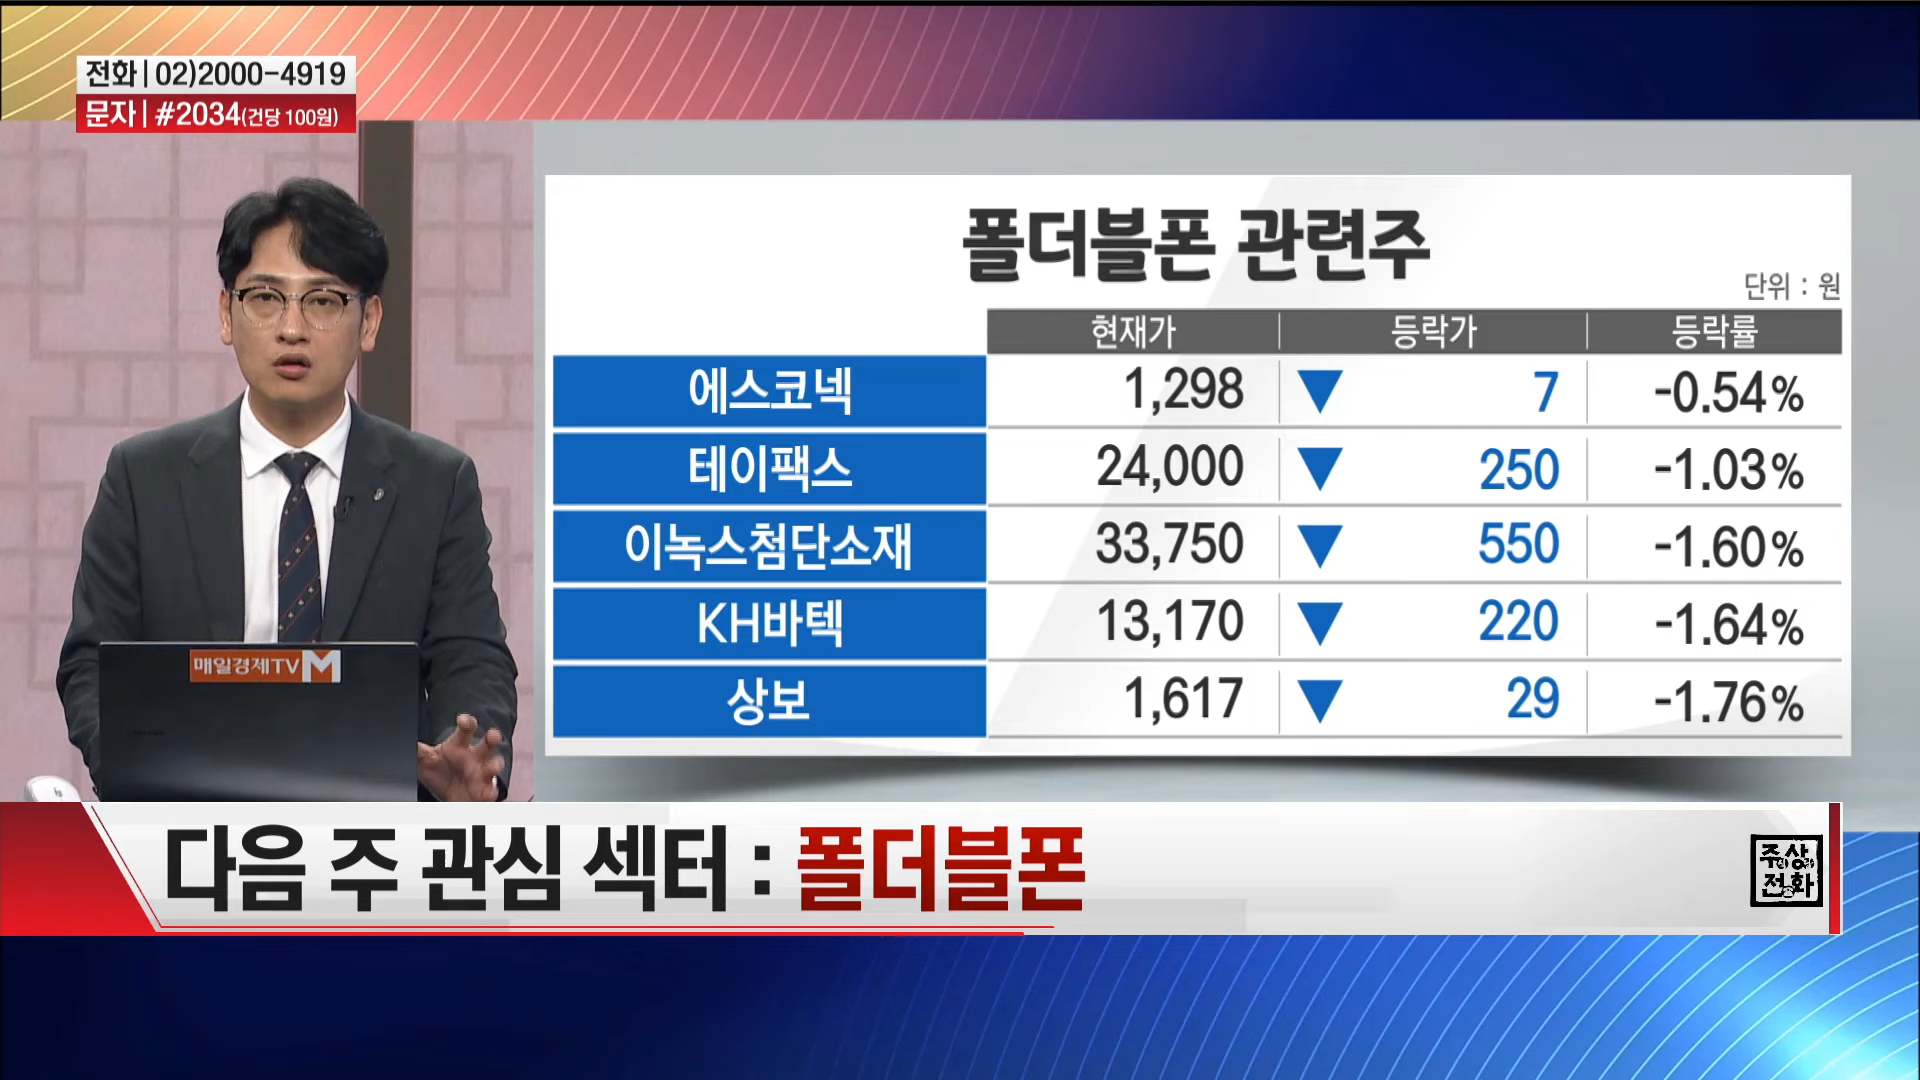 전화 | 02)2000-4919
문자 | #2034(건당 100원)
폴더블폰 관련주
단위 : 원
현재가 등락가 등락률
에스코넥 1,298 ▼ 7 -0.54%
테이팩스 24,000 ▼ 250 -1.03%
이녹스첨단소재 33,750 ▼ 550 -1.60%
KH바텍 13,170 ▼ 220 -1.64%
상보 1,617 ▼ 29 -1.76%
매일경제TV M
다음 주 관심 섹터 : 폴더블폰
주상
전화